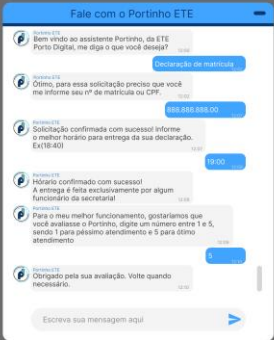 Fale com o Portinho ETE
Portinho ETE
Bem vindo ao assistente Portinho, da ETE
Porto Digital, me diga o que você deseja?
Declaração de matrícula
Portinho ETE
Ótimo, para essa solicitação preciso que você
me informe seu nº de matrícula ou CPF.
888.888.888.00
Portinho ETE
Solicitação confirmada com sucesso! Informe
o melhor horário para entrega da sua declaração.
Ex(18:40)
19:00
Portinho ETE
Hórario confirmado com sucesso!
A entrega é feita exclusivamente por algum
funcionário da secretaria!
Portinho ETE
Para o meu melhor funcionamento, gostaríamos que
você avaliasse o Portinho, digite um número entre 1 e 5,
sendo 1 para péssimo atendimento e 5 para ótimo
atendimento
5
Portinho ETE
Obrigado pela sua avaliação. Volte quando
necessário.
Escreva sua mensagem aqui